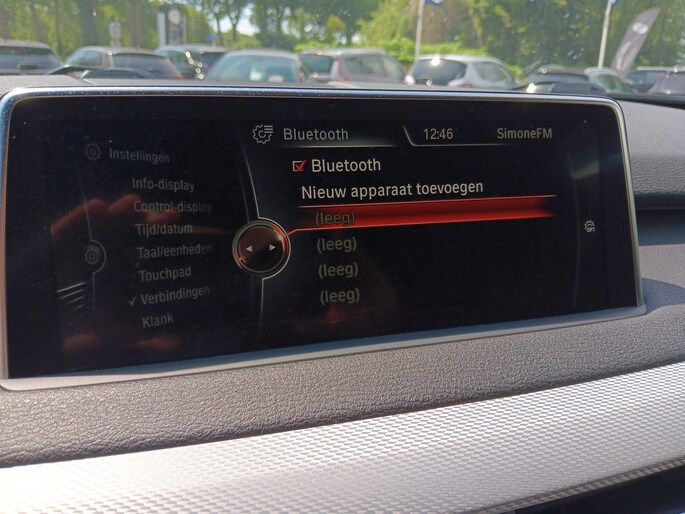 Bluetooth
12:46
SimoneFM
Instellingen
Info-display
Control-display
Tijd/datum
Taal/eenheden
Touchpad
Verbindingen
Klank
Bluetooth
Nieuw apparaat toevoegen
(leeg)
(leeg)
(leeg)
(leeg)